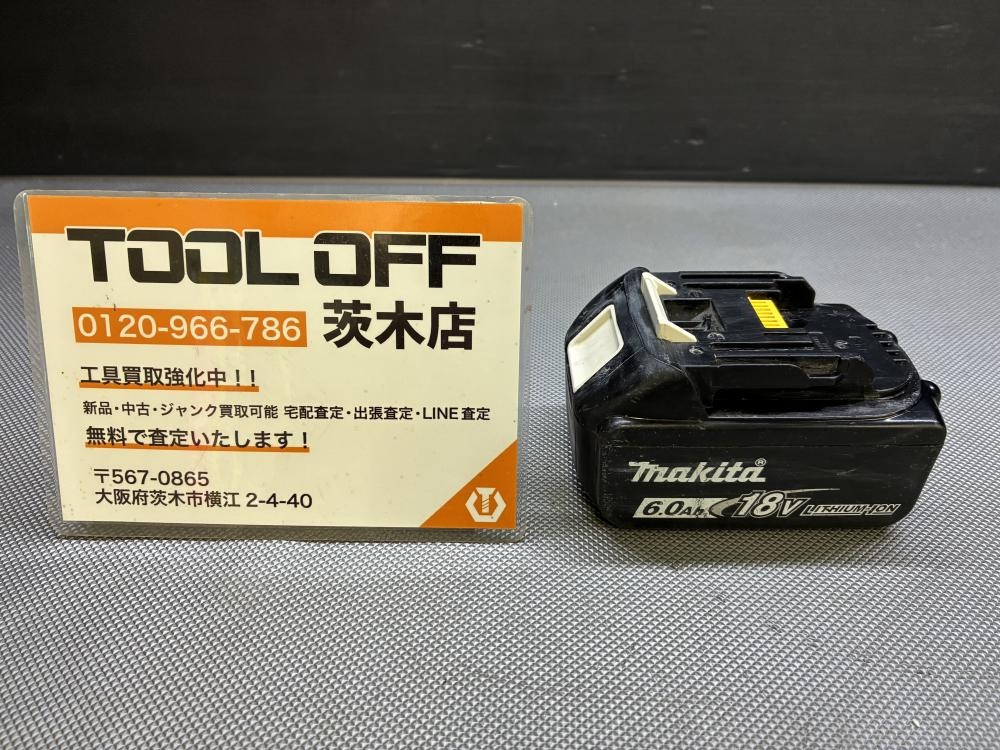 TOOL OFF
0120-966-786 茨木店
工具買取強化中！！
新品・中古・ジャンク買取可能 宅配査定・出張査定・LINE査定
無料で査定いたします！
〒567-0865
大阪府茨木市横江 2-4-40
makita®
6.0Ah 18V LITHIUM-ION